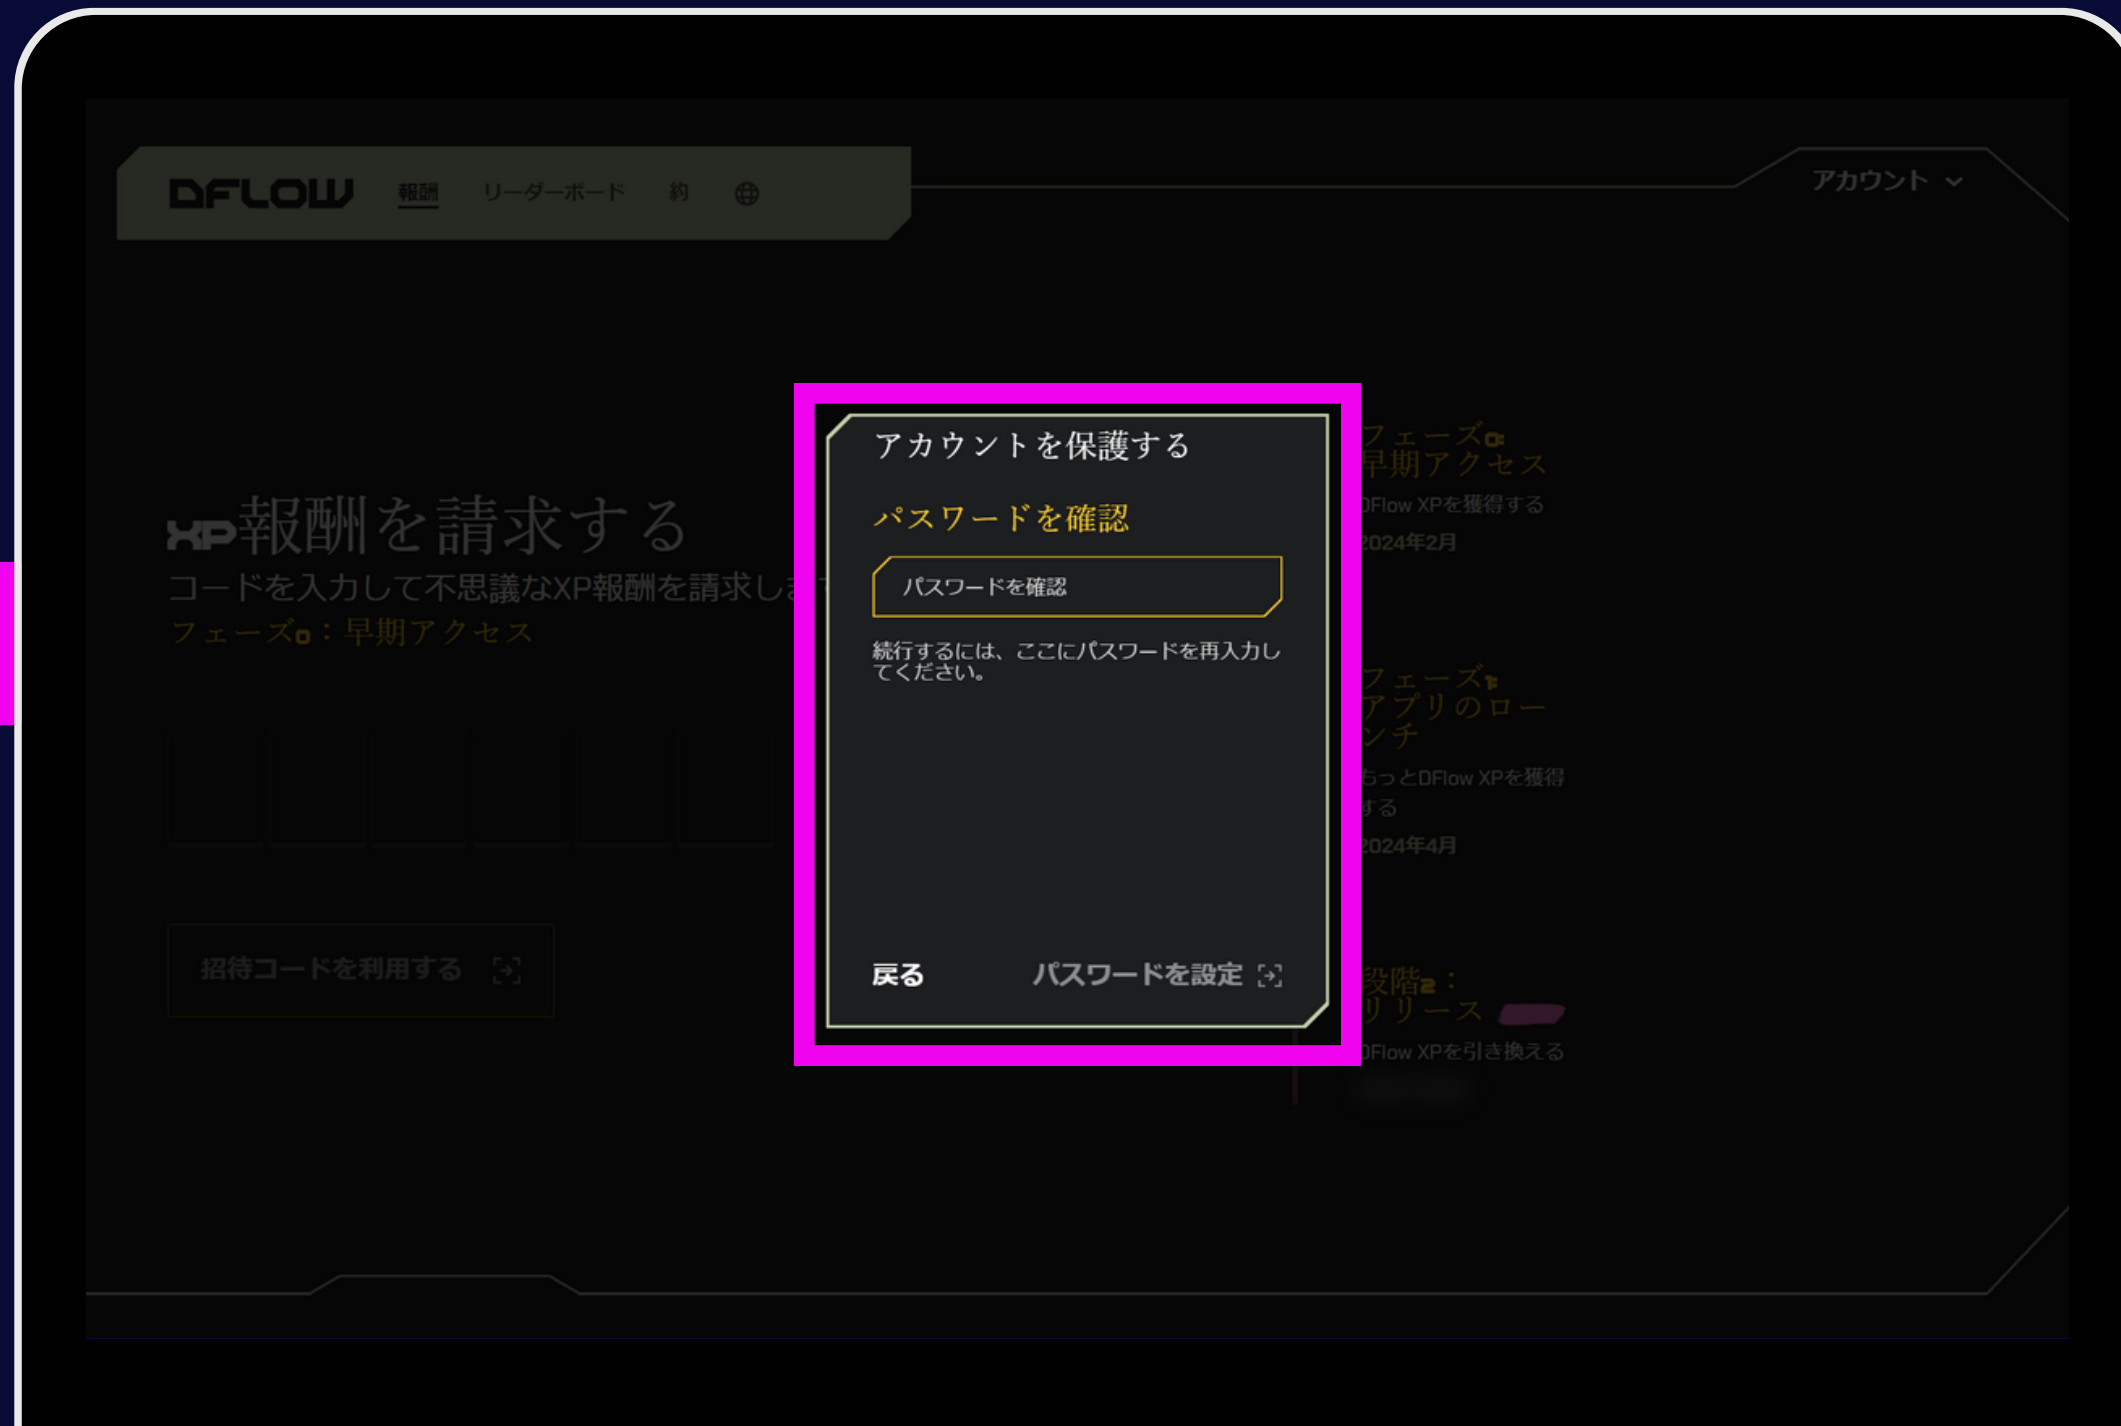 DFLOW 報酬 リーダーボード 約
アカウント
XP報酬を請求する
コードを入力して不思議なXP報酬を請求しま
フェーズ0：早期アクセス
招待コードを利用する
アカウントを保護する
パスワードを確認
パスワードを確認
続行するには、ここにパスワードを再入力し
てください。
戻る パスワードを設定
フェーズ0:
早期アクセス
DFlow XPを獲得する
2024年2月
フェーズ1:
アプリのロー
ンチ
もっとDFlow XPを獲得
する
2024年4月
段階2：
リリース
DFlow XPを引き換える